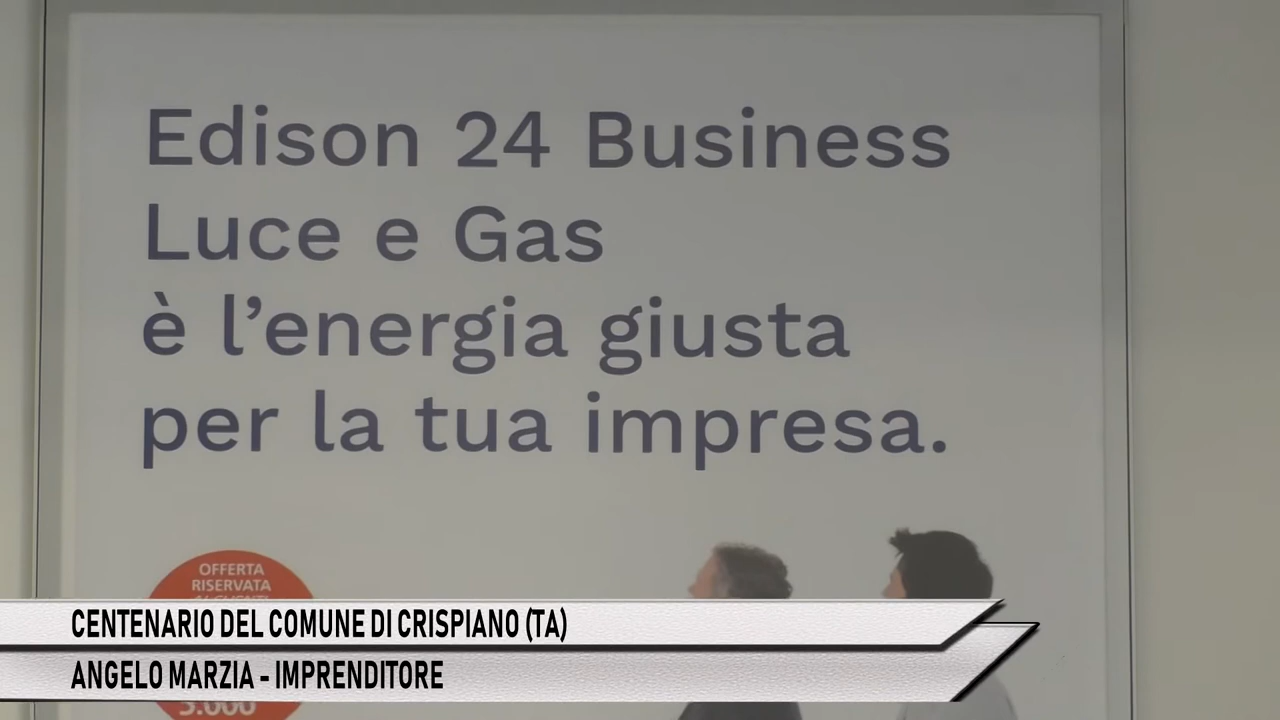 Edison 24 Business
Luce e Gas
è l’energia giusta
per la tua impresa.
OFFERTA
RISERVATA
CENTENARIO DEL COMUNE DI CRISPIANO (TA)
ANGELO MARZIA - IMPRENDITORE